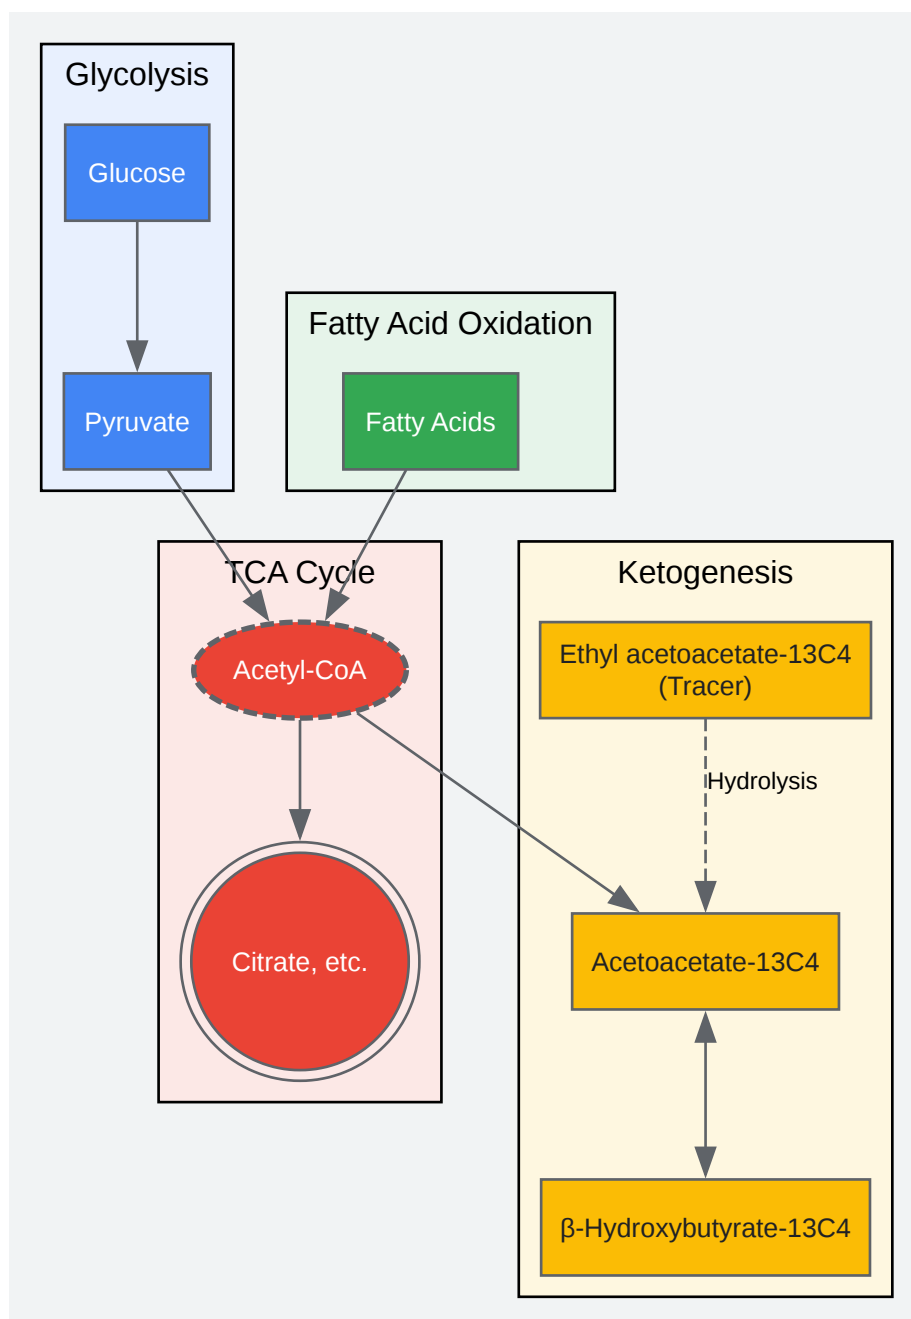 Glycolysis
Glucose
Pyruvate
Fatty Acid Oxidation
Fatty Acids
TCA Cycle
Acetyl-CoA
Citrate, etc.
Ketogenesis
Ethyl acetoacetate-13C4
(Tracer)
Hydrolysis
Acetoacetate-13C4
β-Hydroxybutyrate-13C4